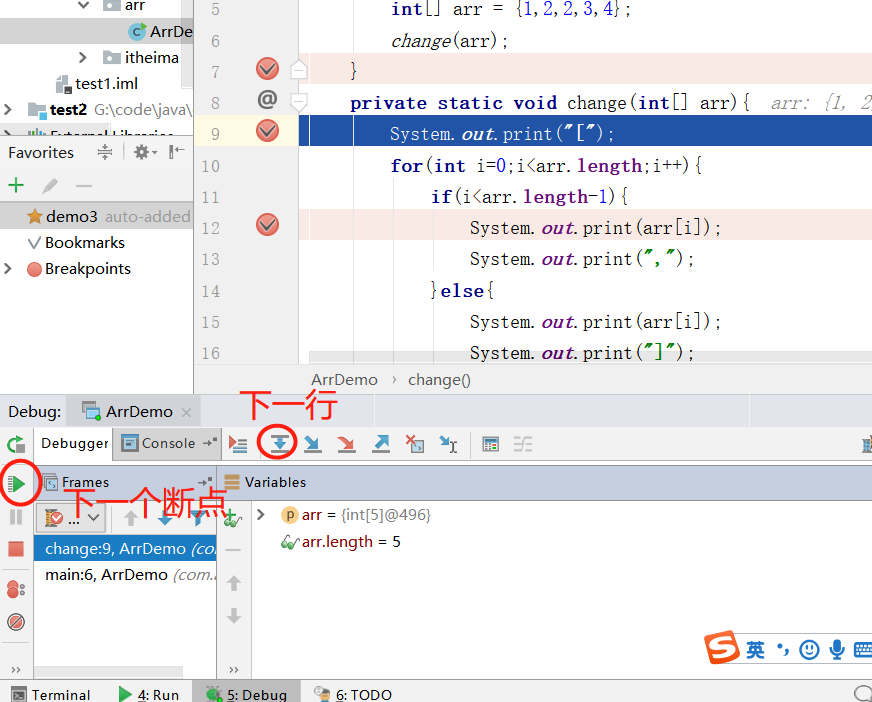 arr
ArrDe
itheima
test1.iml
test2 G:\code\java\
External Libraries
Favorites
demo3 auto-added
Bookmarks
Breakpoints
5 int[] arr = {1,2,2,3,4};
6 change(arr);
7 }
8 @ private static void change(int[] arr){ arr: {1, 2
9 System.out.print("[");
10 for(int i=0;i<arr.length;i++){
11 if(i<arr.length-1){
12 System.out.print(arr[i]);
13 System.out.print(",");
14 }else{
15 System.out.print(arr[i]);
16 System.out.print("]");
ArrDemo › change()
下一行
Debug: ArrDemo ×
Debugger Console
Frames Variables
下一个断点
...
arr = {int[5]@496}
change:9, ArrDemo (co
arr.length = 5
main:6, ArrDemo (com.
英
Terminal 4: Run 5: Debug 6: TODO